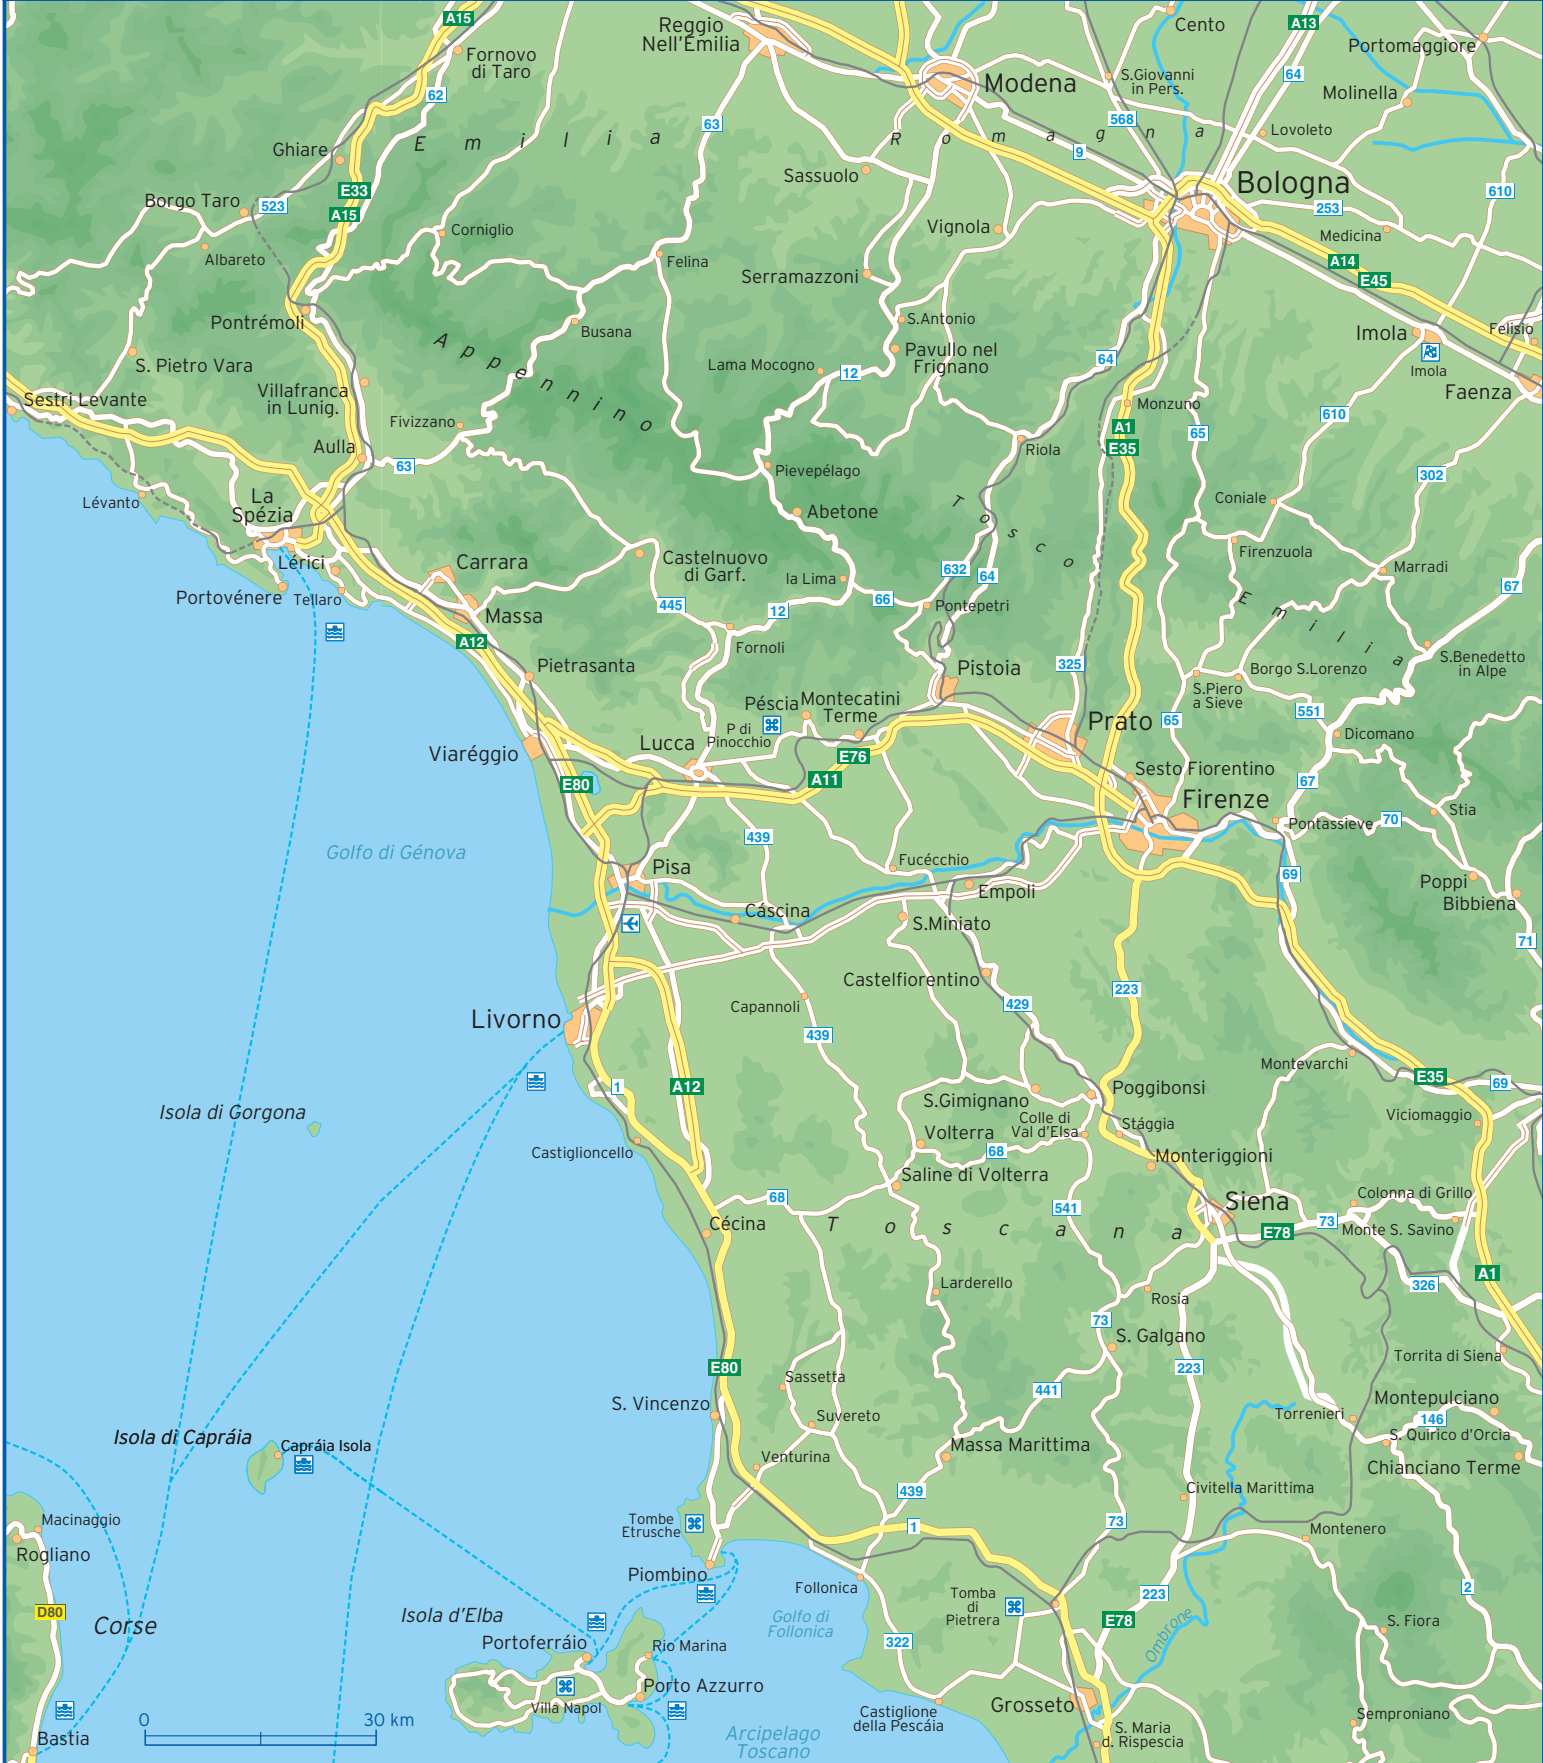 A15
Reggio
Nell'Emilia
Cento
A13
Portomaggiore
Fornovo
di Taro
Modena
S.Giovanni
in Pers.
64
Molinella
62
63
568
Lovoleto
E m i l i a
R o m a g n a
9
Ghiare
Sassuolo
Bologna
E33
A15
610
Borgo Taro
523
253
Corniglio
Vignola
Medicina
Albareto
Felina
A14
Serramazzoni
E45
Pontrémoli
S.Antonio
Busana
Imola
Felisio
A p p e n n i n o
Pavullo nel
Frignano
64
S. Pietro Vara
Lama Mocogno
12
Imola
Villafranca
in Lunig.
Faenza
Sestri Levante
Monzuno
610
Fivizzano
A1
65
Aulla
E35
Riola
63
Pievepélago
302
Lévanto
La
Spézia
Abetone
T o s c o
Coniale
Firenzuola
Lérici
Carrara
Castelnuovo
di Garf.
la Lima
632
64
Marradi
67
Portovénere
Tellaro
445
12
66
Pontepetri
E m i l i a
Massa
A12
Fornoli
Pistoia
325
S.Benedetto
in Alpe
Pietrasanta
Borgo S.Lorenzo
S.Piero
a Sieve
Péscia
Montecatini
Terme
551
P di
Pinocchio
Prato
65
Dicomano
Viaréggio
Lucca
E76
A11
E80
Sesto Fiorentino
67
Firenze
Stia
Pontassieve
70
439
Golfo di Génova
Fucécchio
Pisa
69
Poppi
Empoli
Bibbiena
Cáscina
S.Miniato
71
Castelfiorentino
223
Capannoli
429
Livorno
439
Montevarchi
E35
1
A12
69
Poggibonsi
Isola di Gorgona
S.Gimignano
Colle di
Val d'Elsa
Viciomaggio
Stággia
Castiglioncello
Volterra
68
Monteriggioni
Saline di Volterra
68
Siena
Colonna di Grillo
541
Cécina
T o s c a n a
E78
73
Monte S. Savino
Larderello
A1
326
Rosia
73
S. Galgano
E80
Torrita di Siena
223
Sassetta
441
S. Vincenzo
Montepulciano
Suvereto
Torrenieri
146
Isola di Capráia
Capráia Isola
Massa Marittima
S. Quirico d'Orcia
Venturina
Chianciano Terme
439
Civitella Marittima
Macinaggio
Tombe
Etrusche
1
73
Montenero
Rogliano
Piombino
Follonica
Tomba
di
Pietrera
223
2
D80
Isola d'Elba
Golfo di
Follonica
E78
Ombrone
S. Fiora
Corse
Portoferráio
322
Rio Marina
Porto Azzurro
Villa Napol
Grosseto
Castiglione
della Pescáia
Semproniano
0
30 km
Arcipelago
Toscano
S. Maria
d. Rispescia
Bastia